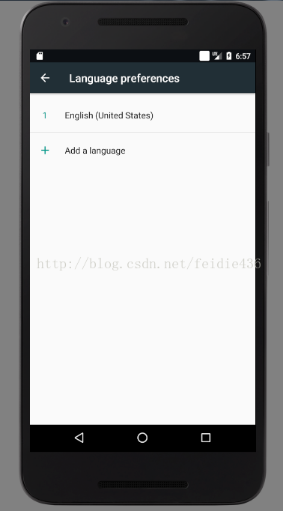 6:57
Language preferences
1 English (United States)
+ Add a language
http://blog.csdn.net/feidie436